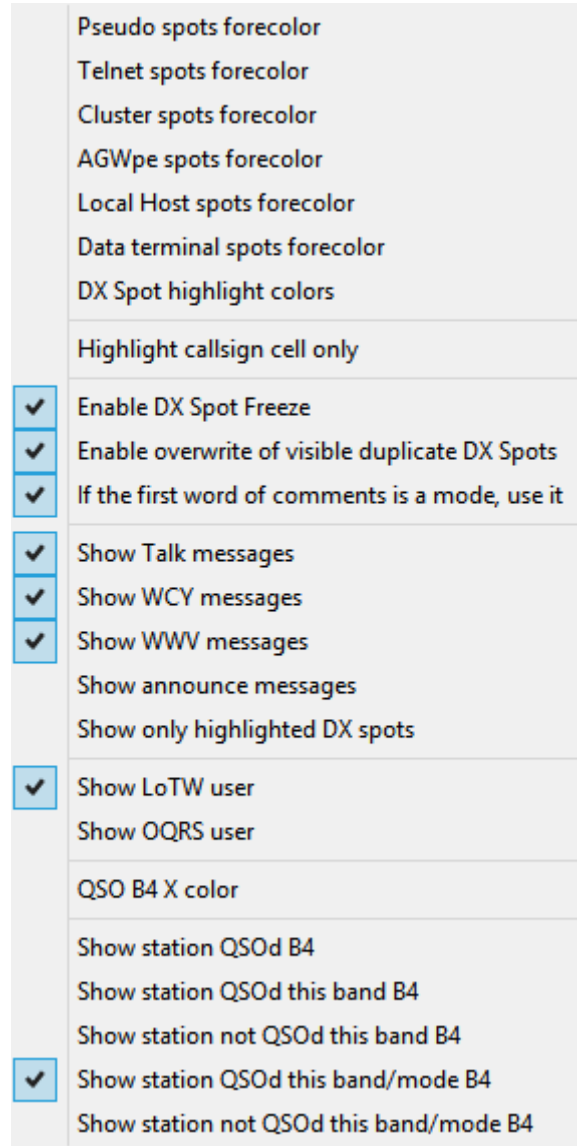 Pseudo spots forecolor
Telnet spots forecolor
Cluster spots forecolor
AGWpe spots forecolor
Local Host spots forecolor
Data terminal spots forecolor
DX Spot highlight colors
Highlight callsign cell only
Enable DX Spot Freeze
Enable overwrite of visible duplicate DX Spots
If the first word of comments is a mode, use it
Show Talk messages
Show WCY messages
Show WWV messages
Show announce messages
Show only highlighted DX spots
Show LoTW user
Show OQRS user
QSO B4 X color
Show station QSOd B4
Show station QSOd this band B4
Show station not QSOd this band B4
Show station QSOd this band/mode B4
Show station not QSOd this band/mode B4